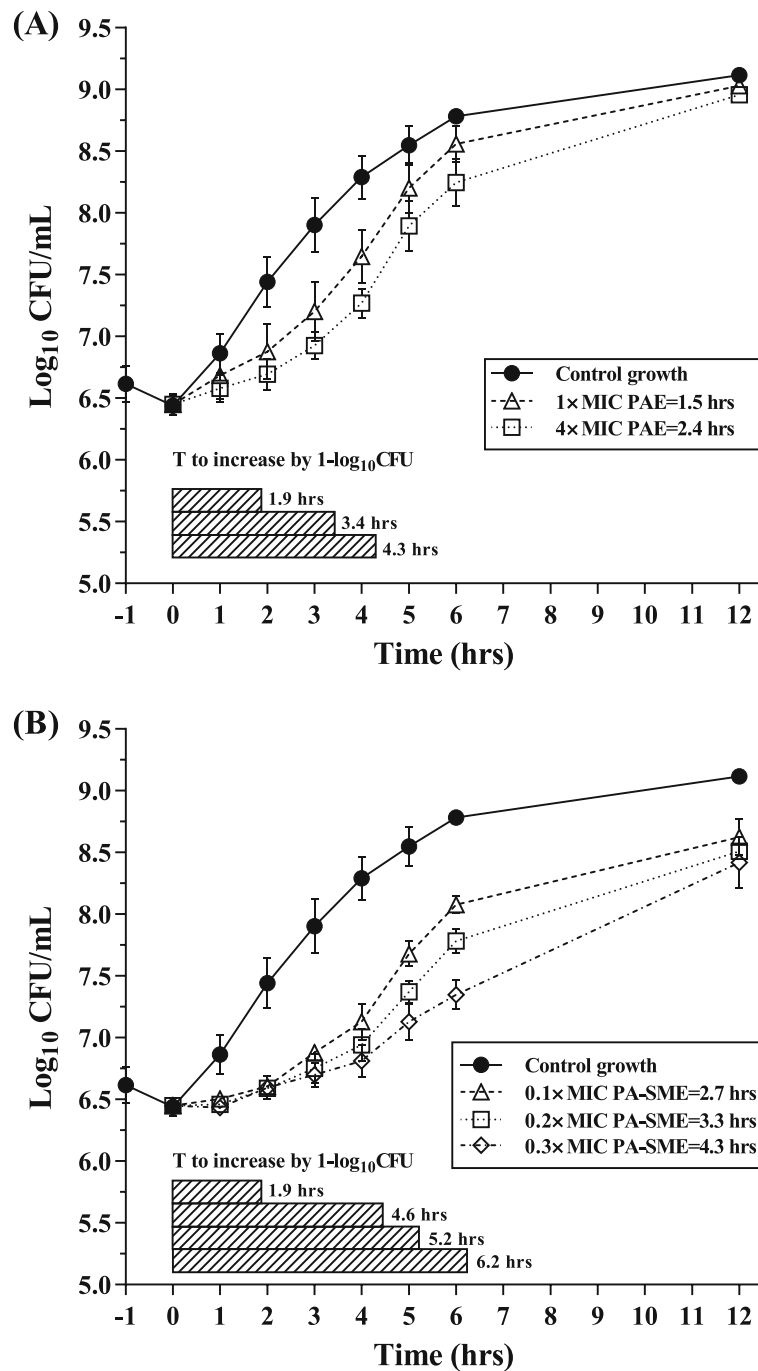 (A)
9.5
9.0
8.5
8.0
7.5
7.0
6.5
6.0
5.5
5.0
Log10 CFU/mL
Control growth
1× MIC PAE=1.5 hrs
4× MIC PAE=2.4 hrs
T to increase by 1-log10CFU
1.9 hrs
3.4 hrs
4.3 hrs
-1 0 1 2 3 4 5 6 7 8 9 10 11 12
Time (hrs)
(B)
9.5
9.0
8.5
8.0
7.5
7.0
6.5
6.0
5.5
5.0
Log10 CFU/mL
Control growth
0.1× MIC PA-SME=2.7 hrs
0.2× MIC PA-SME=3.3 hrs
0.3× MIC PA-SME=4.3 hrs
T to increase by 1-log10CFU
1.9 hrs
4.6 hrs
5.2 hrs
6.2 hrs
-1 0 1 2 3 4 5 6 7 8 9 10 11 12
Time (hrs)